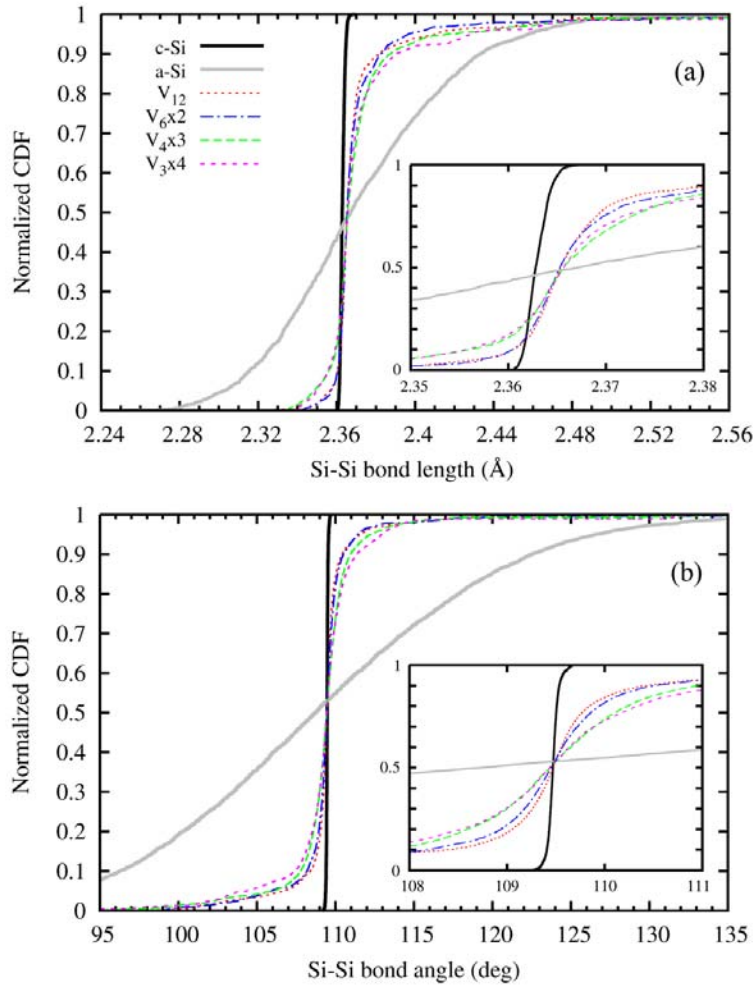 1
0.9
0.8
0.7
0.6
0.5
0.4
0.3
0.2
0.1
0
Normalized CDF
c-Si
a-Si
V12
V6x2
V4x3
V3x4
(a)
1
0.5
0
2.35 2.36 2.37 2.38
2.24 2.28 2.32 2.36 2.4 2.44 2.48 2.52 2.56
Si-Si bond length (Å)
1
0.9
0.8
0.7
0.6
0.5
0.4
0.3
0.2
0.1
0
Normalized CDF
(b)
1
0.5
0
108 109 110 111
95 100 105 110 115 120 125 130 135
Si-Si bond angle (deg)